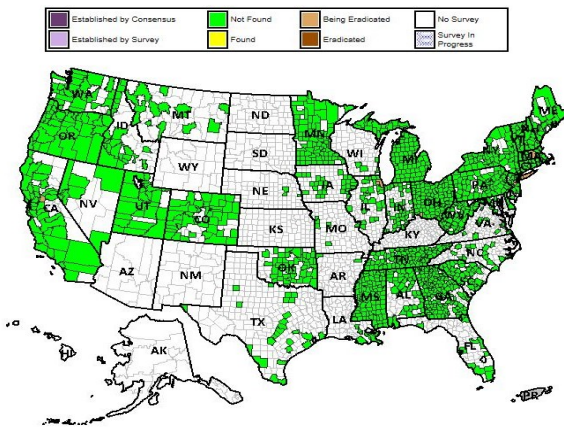 Established by Consensus Not Found Being Eradicated No Survey
Established by Survey Found Eradicated Survey In Progress
WA
MT
ND
MN
ME
OR
ID
SD
WI
MI
WY
NE
IA
PA
NV
UT
CO
IL
OH
WV
CA
KS
MO
KY
VA
AZ
NM
OK
AR
TN
NC
TX
MS
AL
GA
LA
FL
HI
AK
PR